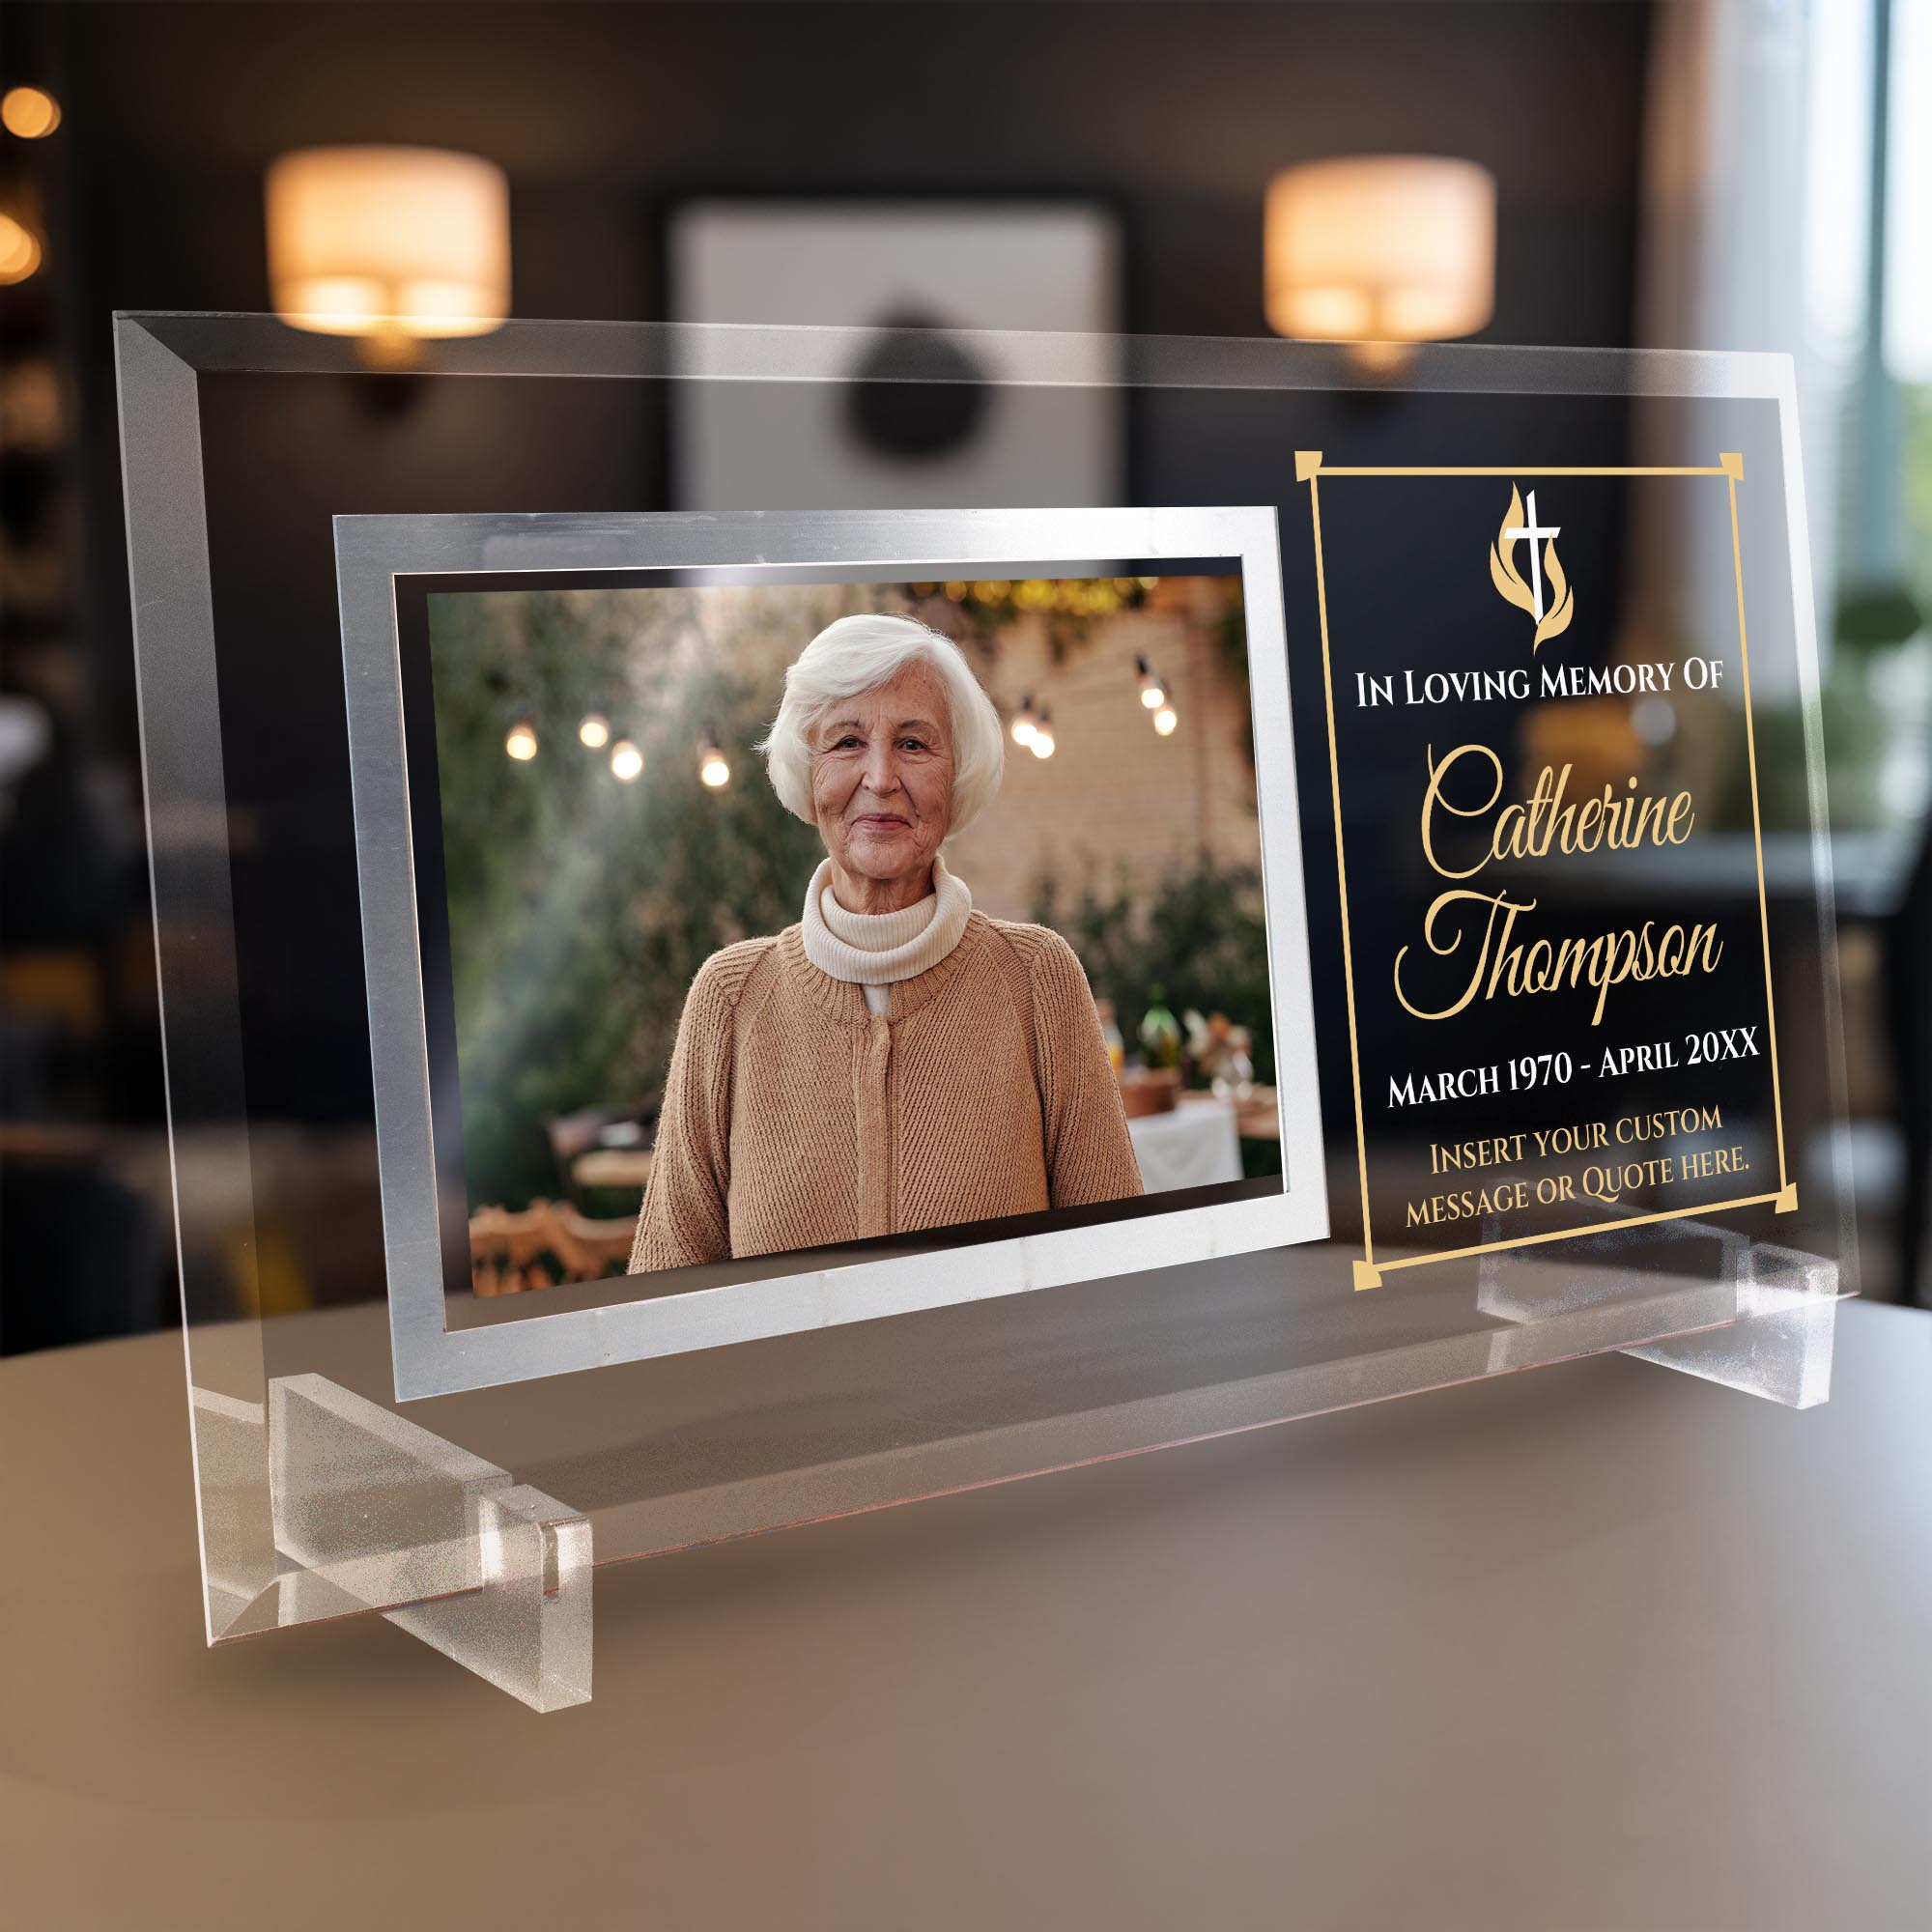 In Loving Memory Of
Catherine
Thompson
March 1970 - April 20XX
Insert your custom
message or Quote here.